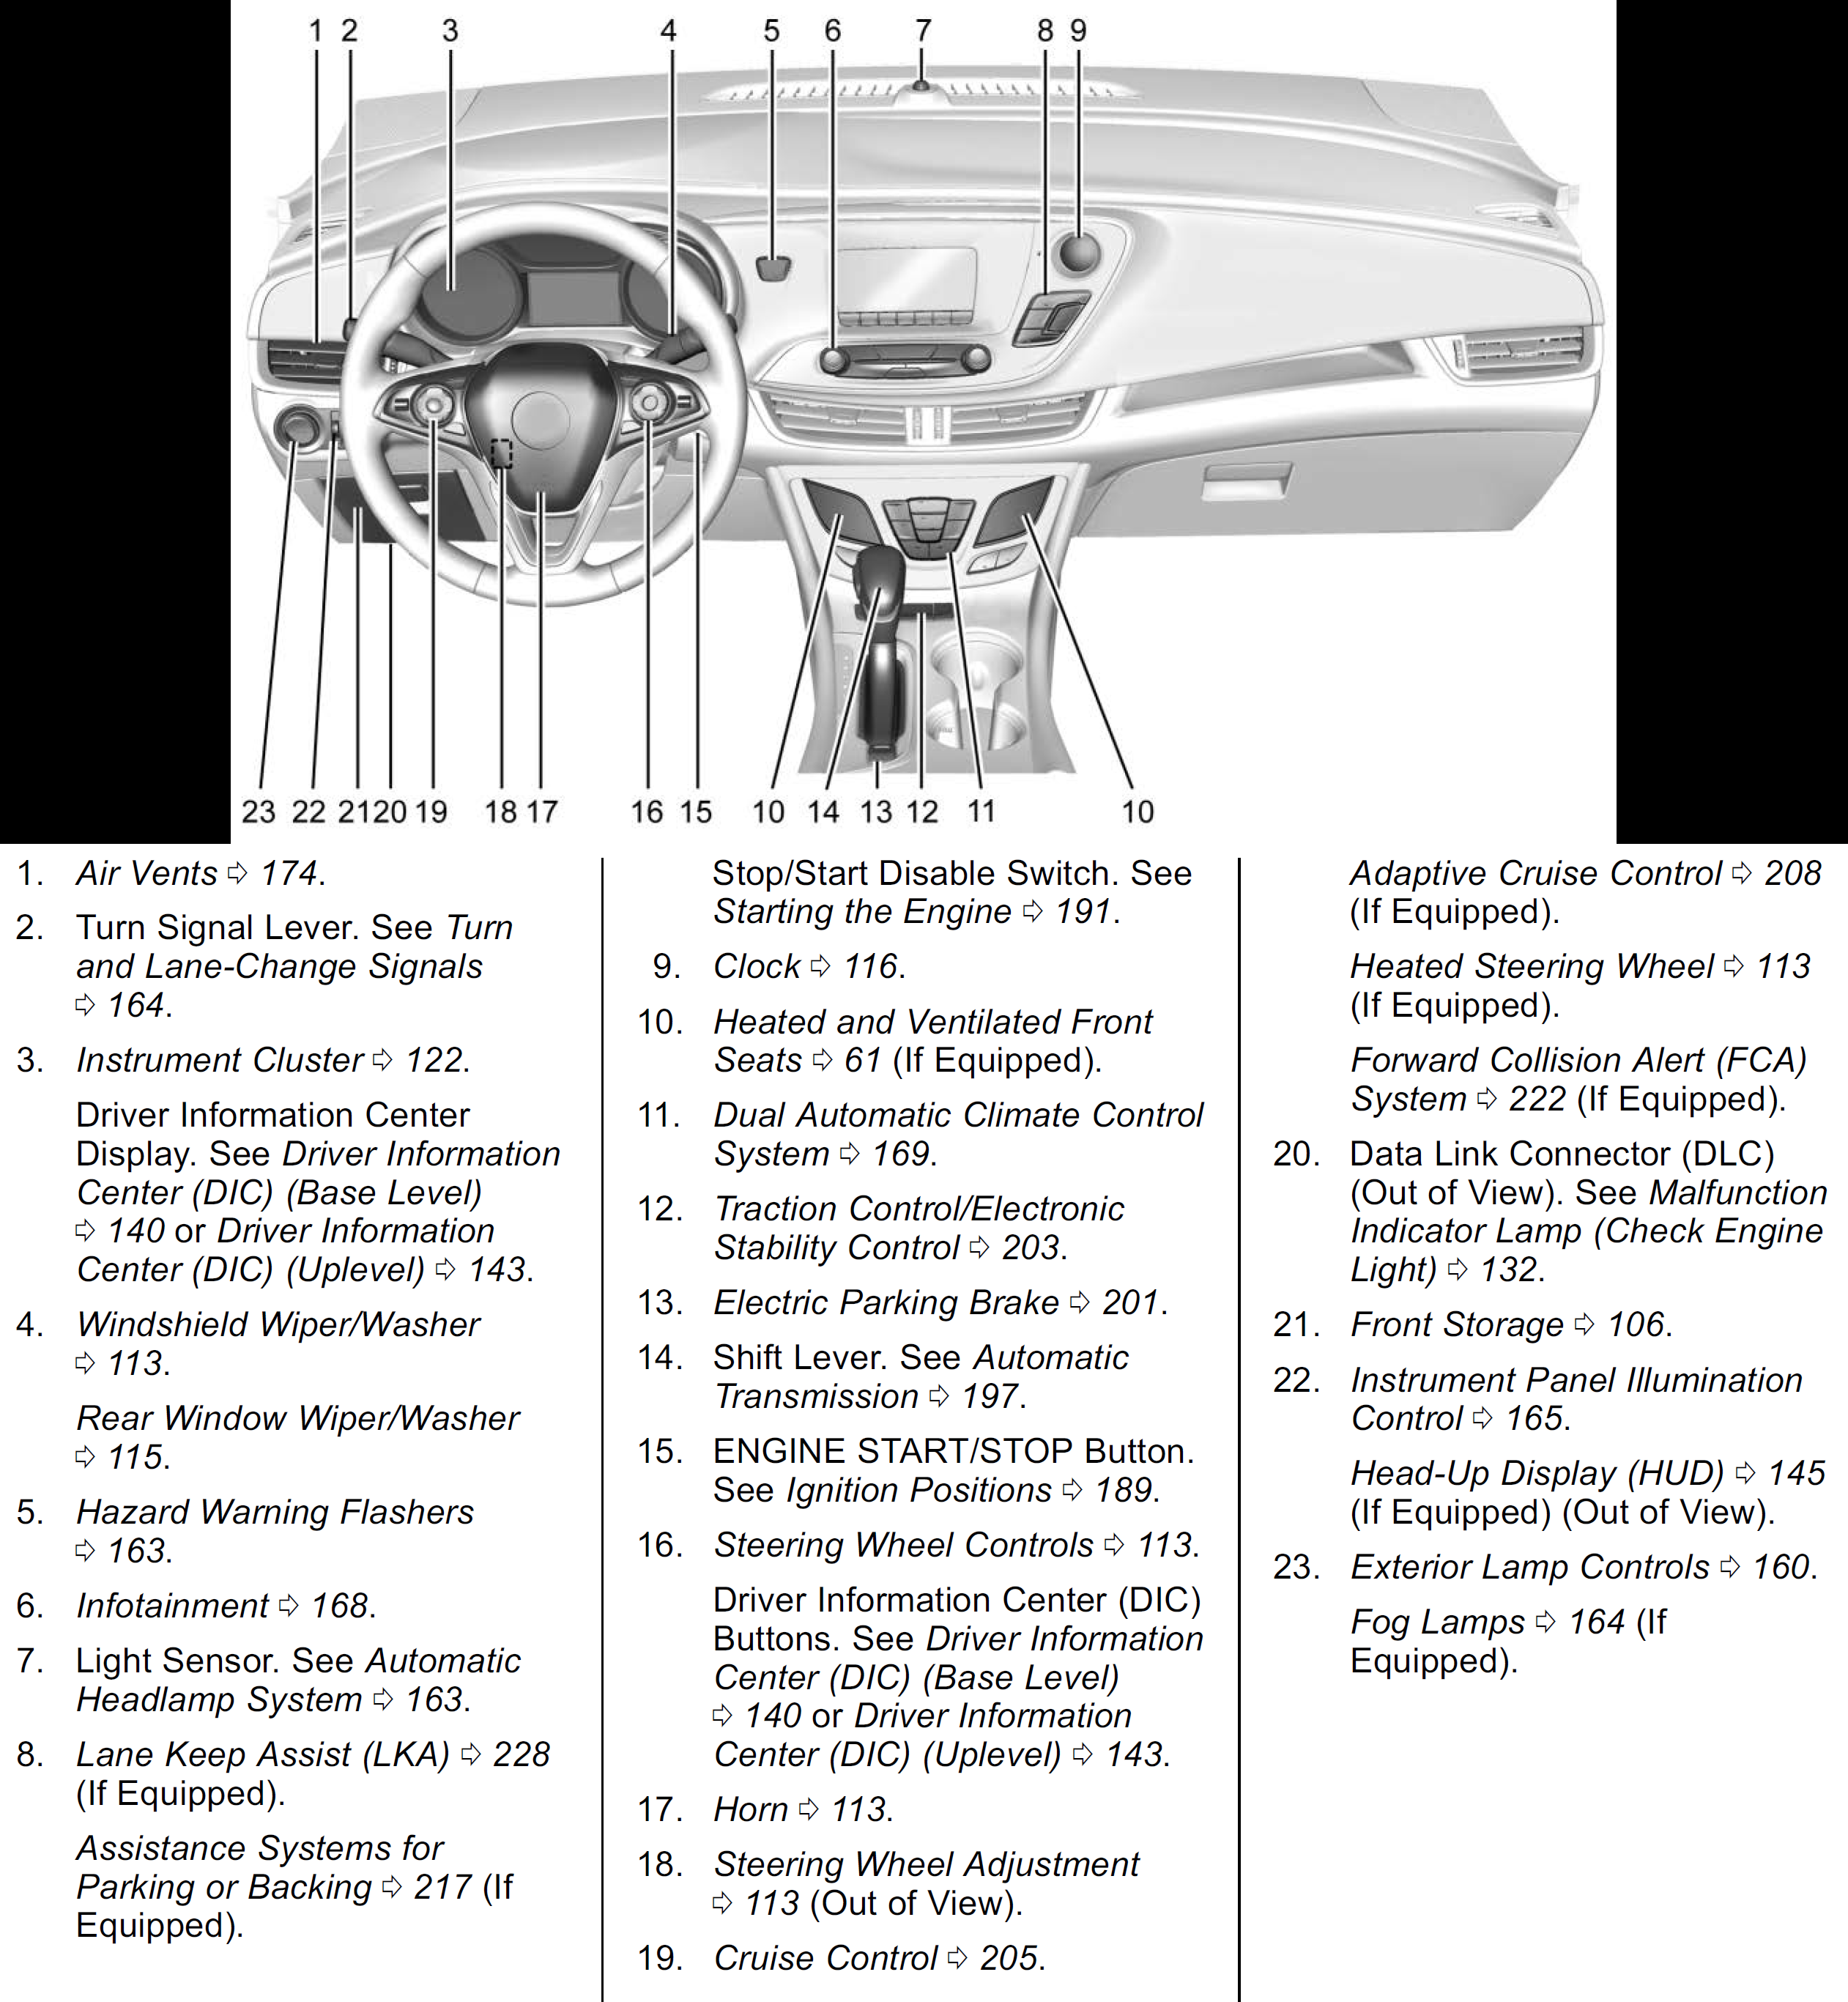 1 2 3 4 5 6 7 8 9
23 22 21 20 19 18 17 16 15 10 14 13 12 11 10
1. Air Vents ⇨ 174.
2. Turn Signal Lever. See Turn
and Lane-Change Signals
⇨ 164.
3. Instrument Cluster ⇨ 122.
Driver Information Center
Display. See Driver Information
Center (DIC) (Base Level)
⇨ 140 or Driver Information
Center (DIC) (Uplevel) ⇨ 143.
4. Windshield Wiper/Washer
⇨ 113.
Rear Window Wiper/Washer
⇨ 115.
5. Hazard Warning Flashers
⇨ 163.
6. Infotainment ⇨ 168.
7. Light Sensor. See Automatic
Headlamp System ⇨ 163.
8. Lane Keep Assist (LKA) ⇨ 228
(If Equipped).
Assistance Systems for
Parking or Backing ⇨ 217 (If
Equipped).
Stop/Start Disable Switch. See
Starting the Engine ⇨ 191.
9. Clock ⇨ 116.
10. Heated and Ventilated Front
Seats ⇨ 61 (If Equipped).
11. Dual Automatic Climate Control
System ⇨ 169.
12. Traction Control/Electronic
Stability Control ⇨ 203.
13. Electric Parking Brake ⇨ 201.
14. Shift Lever. See Automatic
Transmission ⇨ 197.
15. ENGINE START/STOP Button.
See Ignition Positions ⇨ 189.
16. Steering Wheel Controls ⇨ 113.
Driver Information Center (DIC)
Buttons. See Driver Information
Center (DIC) (Base Level)
⇨ 140 or Driver Information
Center (DIC) (Uplevel) ⇨ 143.
17. Horn ⇨ 113.
18. Steering Wheel Adjustment
⇨ 113 (Out of View).
19. Cruise Control ⇨ 205.
Adaptive Cruise Control ⇨ 208
(If Equipped).
Heated Steering Wheel ⇨ 113
(If Equipped).
Forward Collision Alert (FCA)
System ⇨ 222 (If Equipped).
20. Data Link Connector (DLC)
(Out of View). See Malfunction
Indicator Lamp (Check Engine
Light) ⇨ 132.
21. Front Storage ⇨ 106.
22. Instrument Panel Illumination
Control ⇨ 165.
Head-Up Display (HUD) ⇨ 145
(If Equipped) (Out of View).
23. Exterior Lamp Controls ⇨ 160.
Fog Lamps ⇨ 164 (If
Equipped).